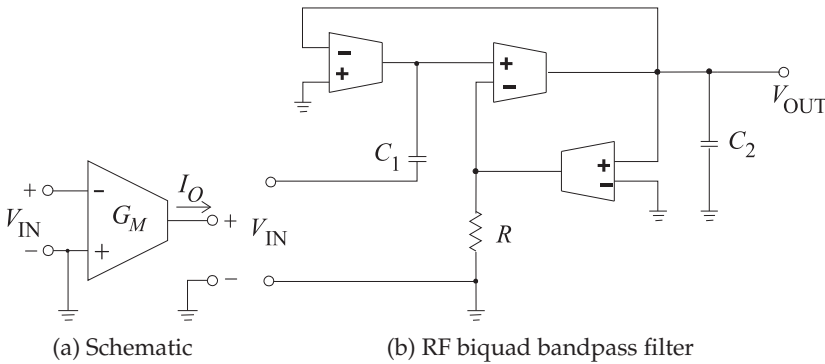 V_OUT
C_1
C_2
I_O
G_M
V_IN
V_IN
R
+
−
−
+
+
−
−
+
+
−
+
−
+
−
(a) Schematic
(b) RF biquad bandpass filter